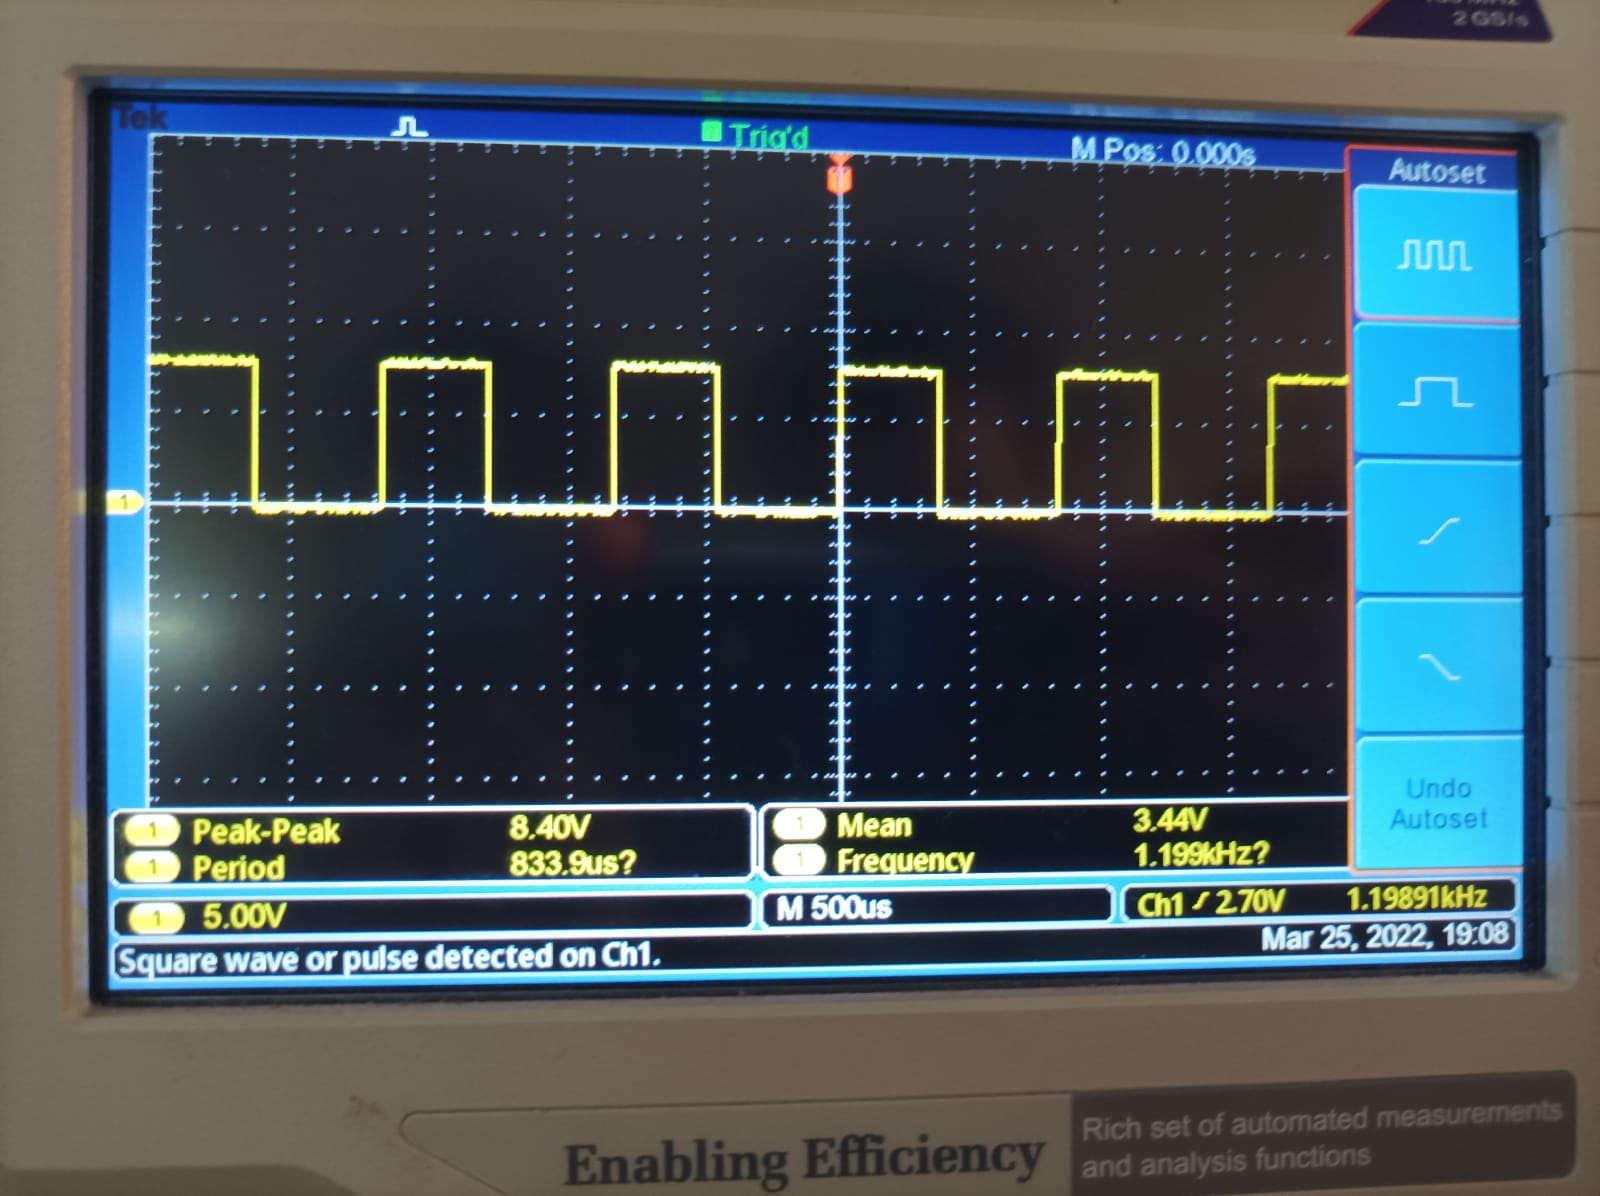 2 GS/s
Tek
Trig'd
M Pos: 0.000s
Autoset
1
Undo
Autoset
1 Peak-Peak 8.40V
1 Mean 3.44V
1 Period 833.9us?
1 Frequency 1.199kHz?
1 5.00V
M 500us
Ch1 2.70V 1.19891kHz
Mar 25, 2022, 19:08
Square wave or pulse detected on Ch1.
Enabling Efficiency
Rich set of automated measurements
and analysis functions